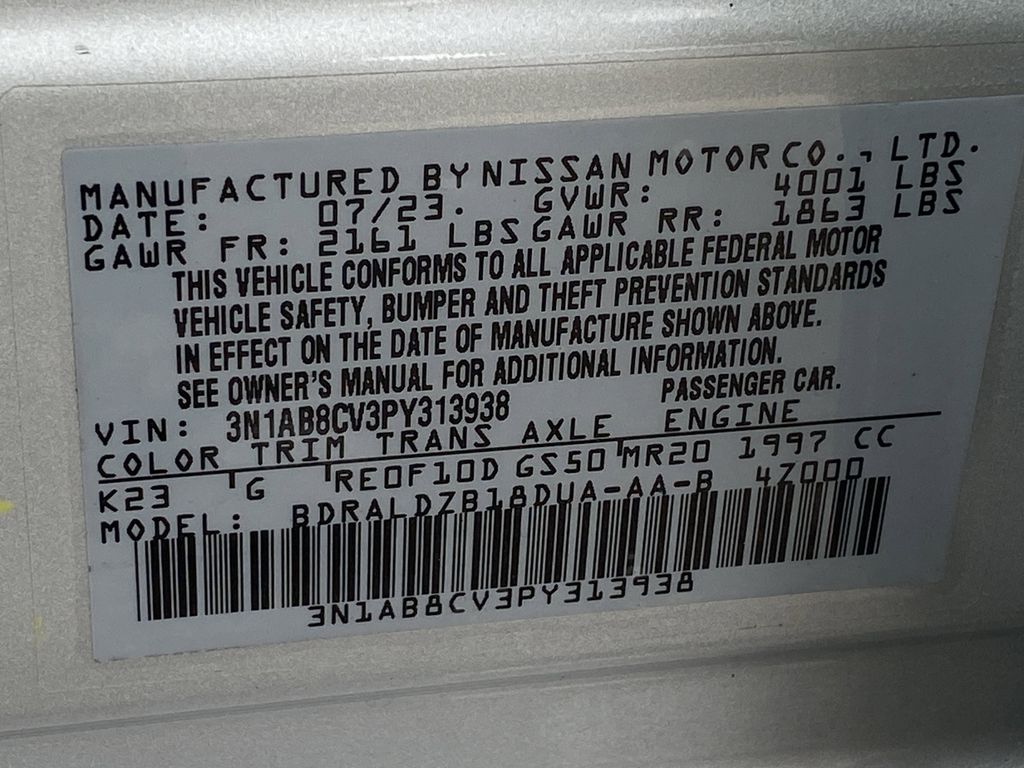 MANUFACTURED BY NISSAN MOTOR CO., LTD.
DATE: 07/23. GVWR: 4001 LBS
GAWR FR: 2161 LBS GAWR RR: 1863 LBS
THIS VEHICLE CONFORMS TO ALL APPLICABLE FEDERAL MOTOR
VEHICLE SAFETY, BUMPER AND THEFT PREVENTION STANDARDS
IN EFFECT ON THE DATE OF MANUFACTURE SHOWN ABOVE.
SEE OWNER'S MANUAL FOR ADDITIONAL INFORMATION.
PASSENGER CAR.
VIN: 3N1AB8CV3PY313938
COLOR TRIM TRANS AXLE ENGINE
K23 G RE0F10D GS50 MR20 1997 CC
MODEL: BDRALDZB18DUA-AA-B 4Z000
3N1AB8CV3PY313938